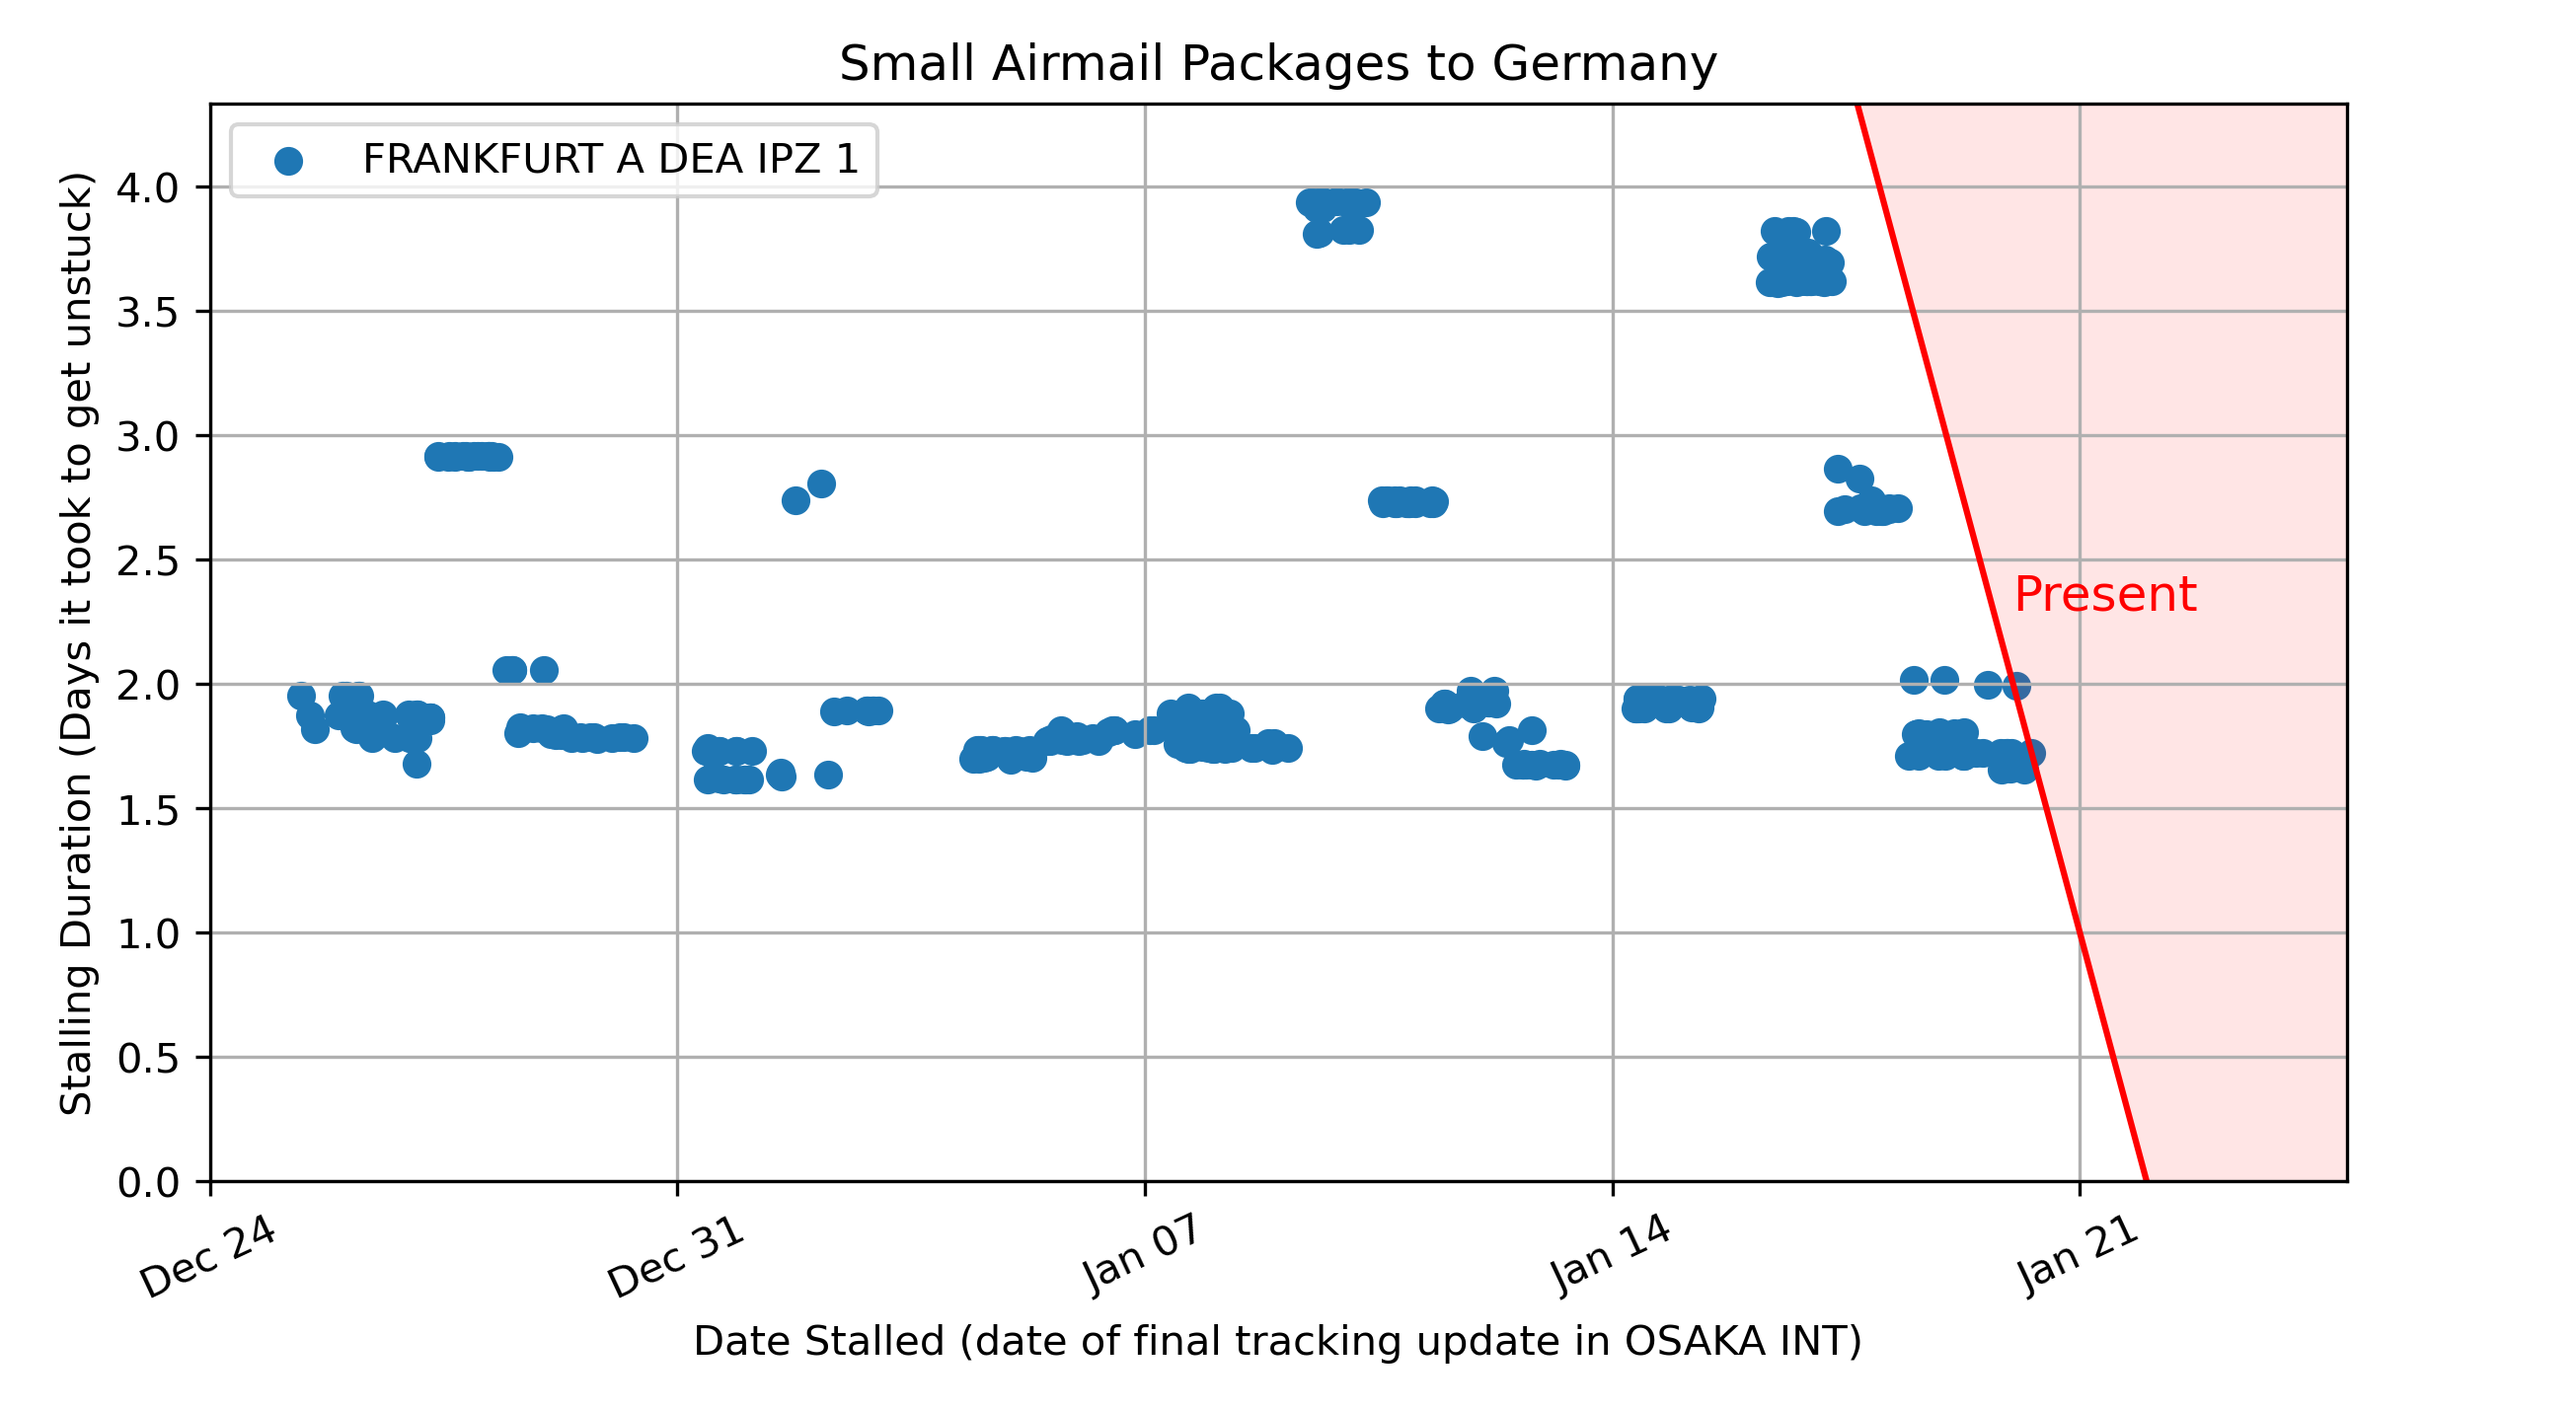 Small Airmail Packages to Germany
FRANKFURT A DEA IPZ 1
Stalling Duration (Days it took to get unstuck)
4.0
3.5
3.0
2.5
2.0
1.5
1.0
0.5
0.0
Present
Dec 24
Dec 31
Jan 07
Jan 14
Jan 21
Date Stalled (date of final tracking update in OSAKA INT)